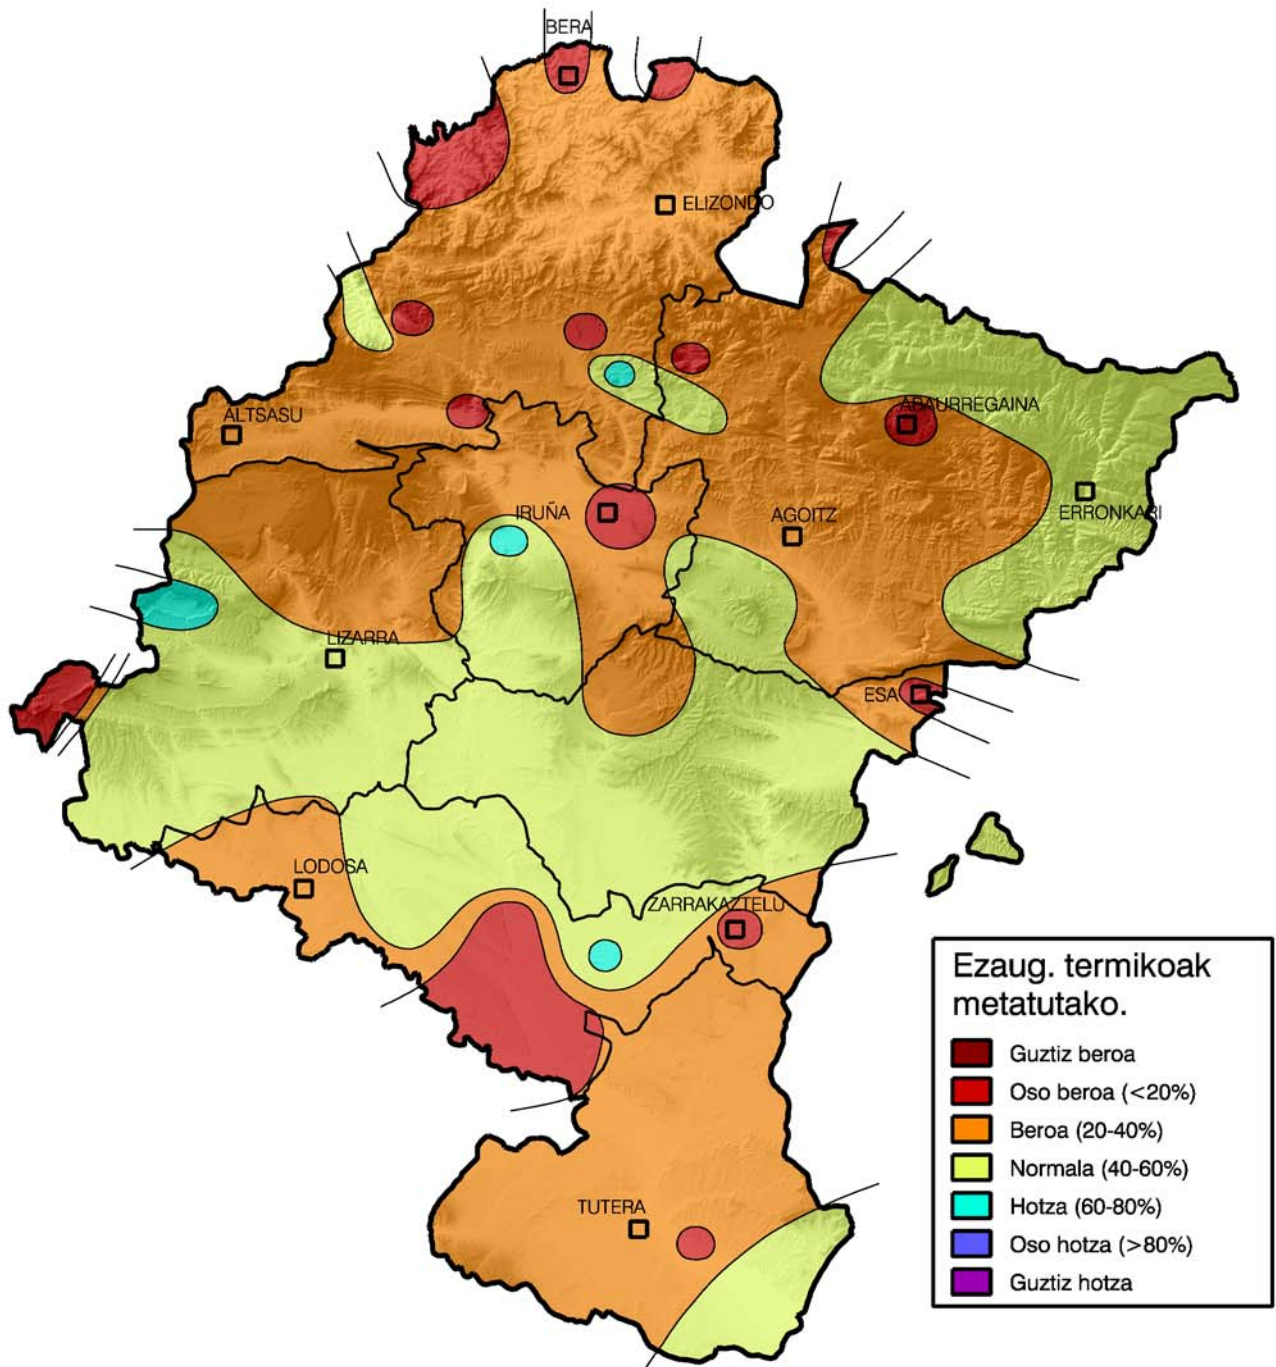 BERA
ELIZONDO
ALTSASU
ABAURREGAINA
IRUÑA
AGOITZ
ERRONKARI
LIZARRA
ESA
LODOSA
ZARRAKAZTELU
TUTERA
Ezaug. termikoak
metatutako.
Guztiz beroa
Oso beroa (<20%)
Beroa (20-40%)
Normala (40-60%)
Hotza (60-80%)
Oso hotza (>80%)
Guztiz hotza